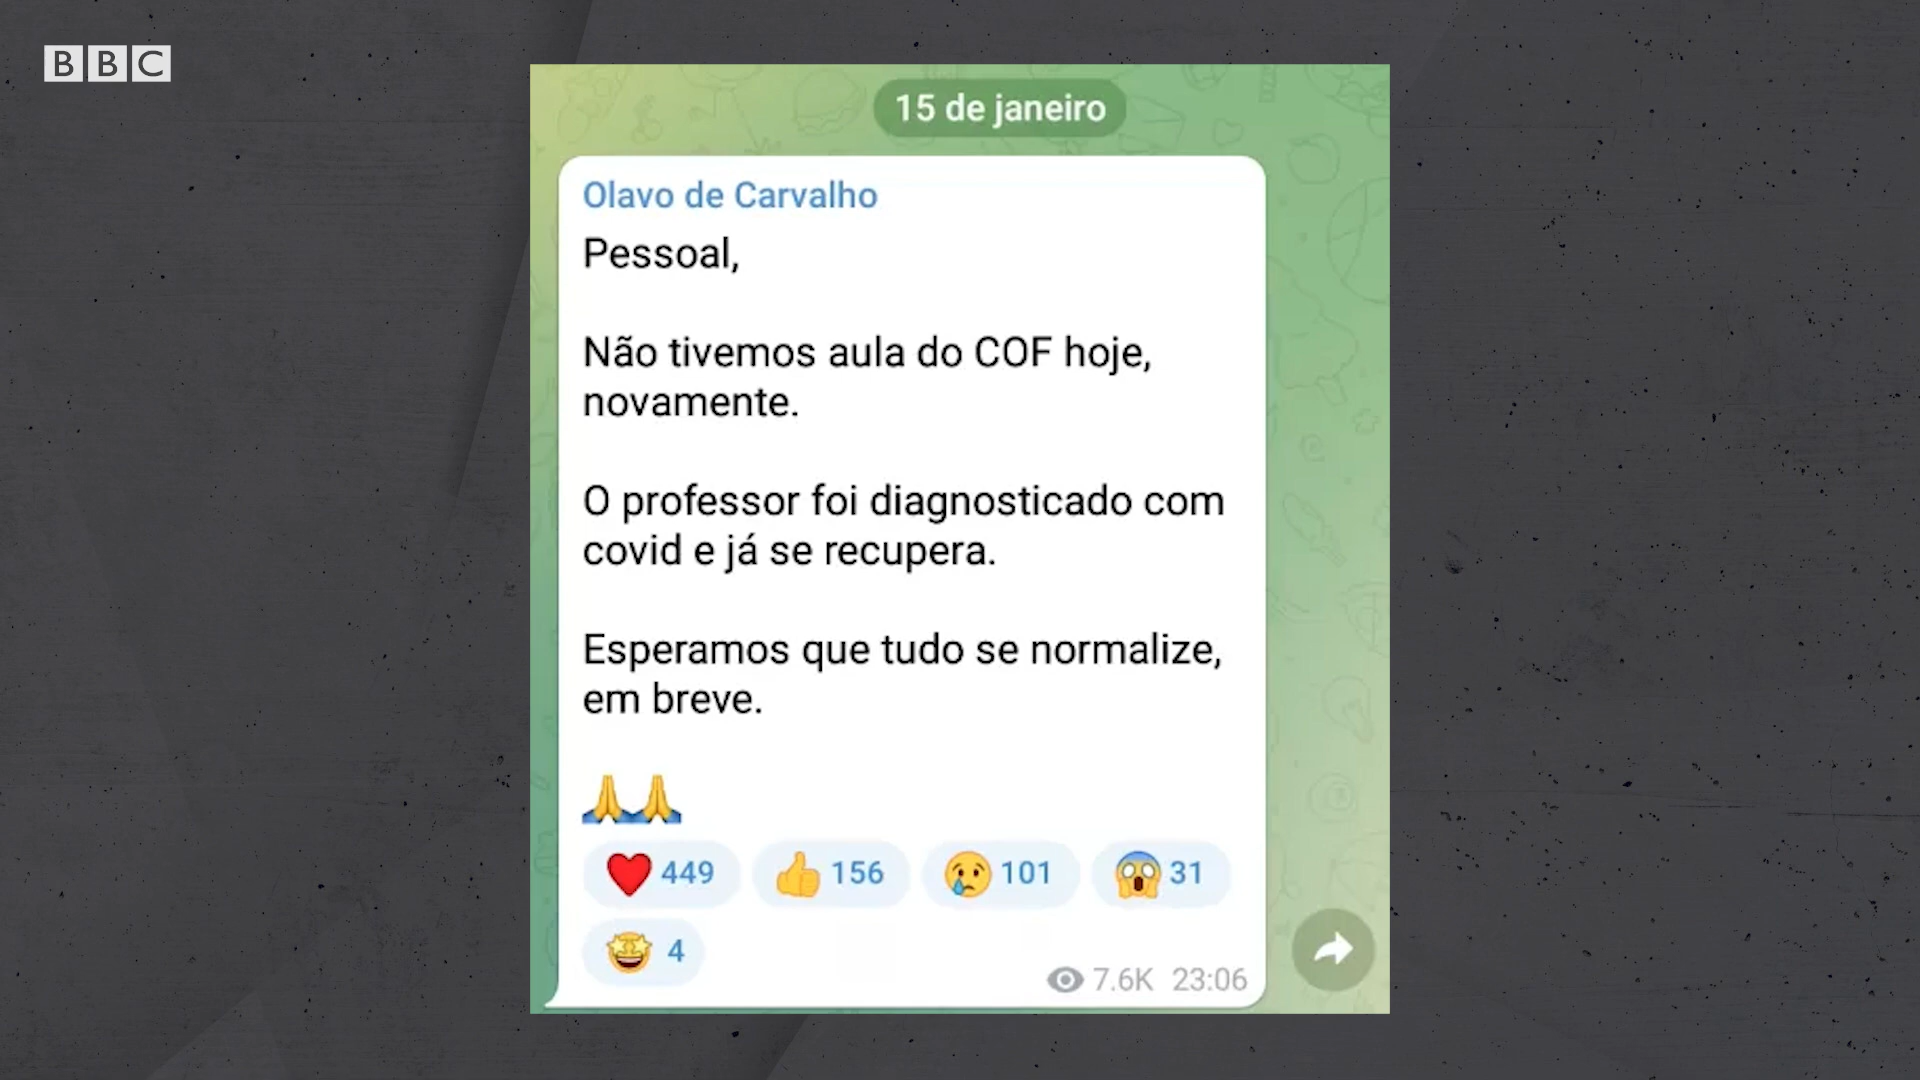 BBC
15 de janeiro
Olavo de Carvalho
Pessoal,
Não tivemos aula do COF hoje,
novamente.
O professor foi diagnosticado com
covid e já se recupera.
Esperamos que tudo se normalize,
em breve.
🙏🙏
❤️ 449 👍 156 😢 101 😱 31
🤩 4
7.6K 23:06